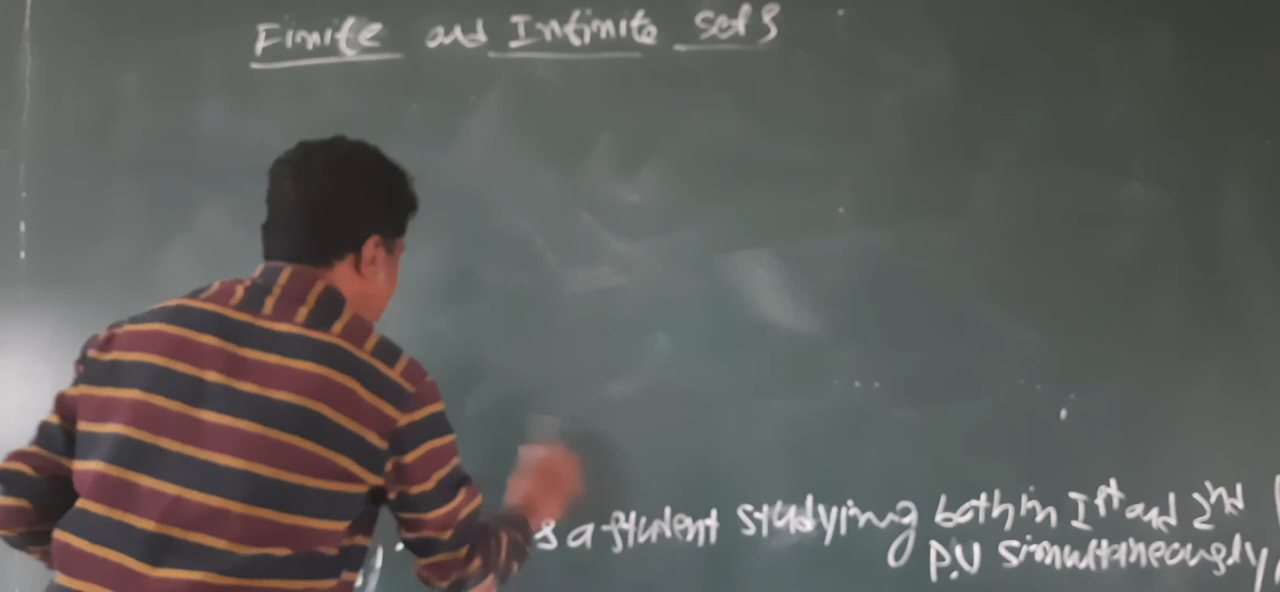 Finite and Infinite sets
s a student studying both in Ist and 2nd
P.U simultaneously